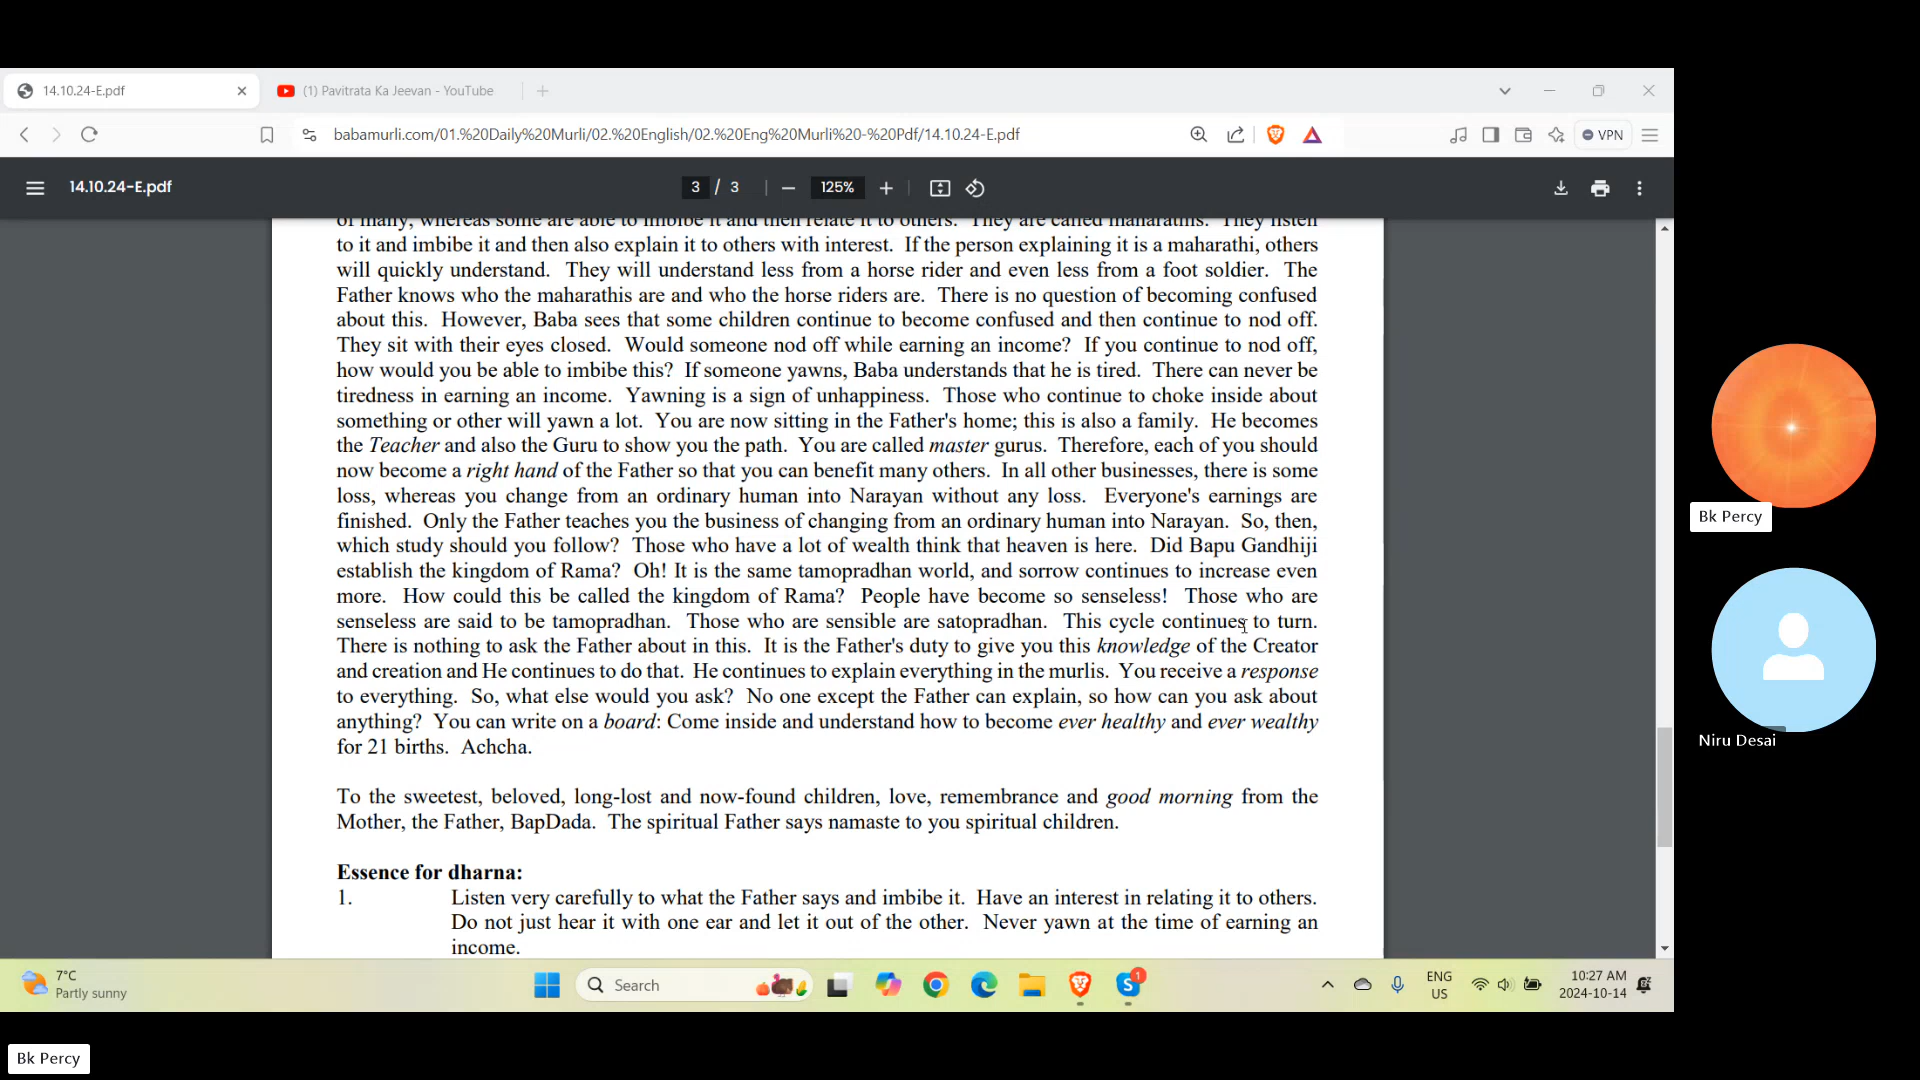 14.10.24-E.pdf
(1) Pavitrata Ka Jeevan - YouTube
babamurli.com/01.%20Daily%20Murli/02.%20English/02.%20Eng%20Murli%20-%20Pdf/14.10.24-E.pdf
VPN
14.10.24-E.pdf
3 / 3
125%
of many, whereas some are able to imbibe it and then relate it to others. They are called maharathis. They listen
to it and imbibe it and then also explain it to others with interest. If the person explaining it is a maharathi, others
will quickly understand. They will understand less from a horse rider and even less from a foot soldier. The
Father knows who the maharathis are and who the horse riders are. There is no question of becoming confused
about this. However, Baba sees that some children continue to become confused and then continue to nod off.
They sit with their eyes closed. Would someone nod off while earning an income? If you continue to nod off,
how would you be able to imbibe this? If someone yawns, Baba understands that he is tired. There can never be
tiredness in earning an income. Yawning is a sign of unhappiness. Those who continue to choke inside about
something or other will yawn a lot. You are now sitting in the Father's home; this is also a family. He becomes
the Teacher and also the Guru to show you the path. You are called master gurus. Therefore, each of you should
now become a right hand of the Father so that you can benefit many others. In all other businesses, there is some
loss, whereas you change from an ordinary human into Narayan without any loss. Everyone's earnings are
finished. Only the Father teaches you the business of changing from an ordinary human into Narayan. So, then,
which study should you follow? Those who have a lot of wealth think that heaven is here. Did Bapu Gandhiji
establish the kingdom of Rama? Oh! It is the same tamopradhan world, and sorrow continues to increase even
more. How could this be called the kingdom of Rama? People have become so senseless! Those who are
senseless are said to be tamopradhan. Those who are sensible are satopradhan. This cycle continues to turn.
There is nothing to ask the Father about in this. It is the Father's duty to give you this knowledge of the Creator
and creation and He continues to do that. He continues to explain everything in the murlis. You receive a response
to everything. So, what else would you ask? No one except the Father can explain, so how can you ask about
anything? You can write on a board: Come inside and understand how to become ever healthy and ever wealthy
for 21 births. Achcha.
To the sweetest, beloved, long-lost and now-found children, love, remembrance and good morning from the
Mother, the Father, BapDada. The spiritual Father says namaste to you spiritual children.
Essence for dharna:
1. Listen very carefully to what the Father says and imbibe it. Have an interest in relating it to others.
Do not just hear it with one ear and let it out of the other. Never yawn at the time of earning an
income.
Bk Percy
Niru Desai
7°C
Partly sunny
Search
S
1
ENG
US
10:27 AM
2024-10-14
Bk Percy